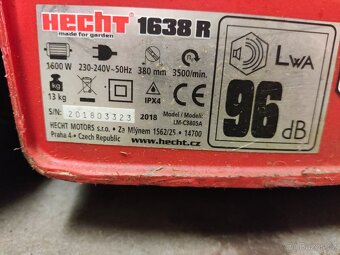 HECHT 1638 R
made for garden
1600 W 230-240V~50Hz 380 mm 3500/min.
LWA
kg
13 kg
IPX4
96 dB
S/N: 201803323 2018 Model / Modell:
LM-C3805A
HECHT MOTORS s.r.o. • Za Mlýnem 1562/25 • 14700
Praha 4 • Czech Republic
www.hecht.cz